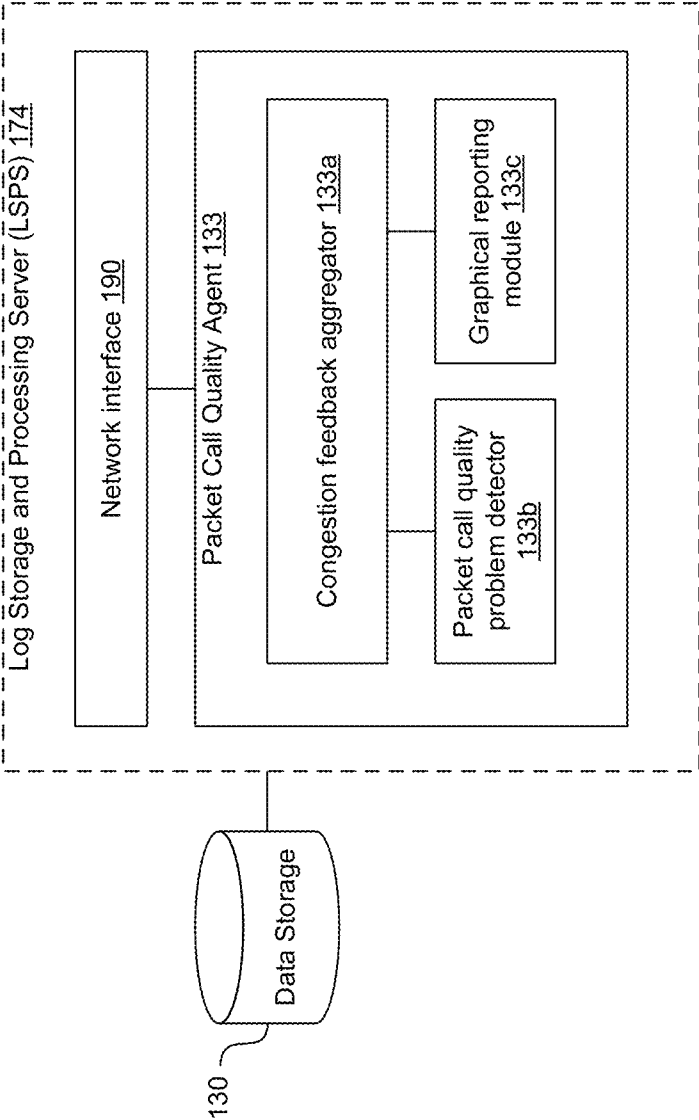 Log Storage and Processing Server (LSPS) 174
Network interface 190
Packet Call Quality Agent 133
Congestion feedback aggregator 133a
Packet call quality
problem detector
133b
Graphical reporting
module 133c
Data Storage
130